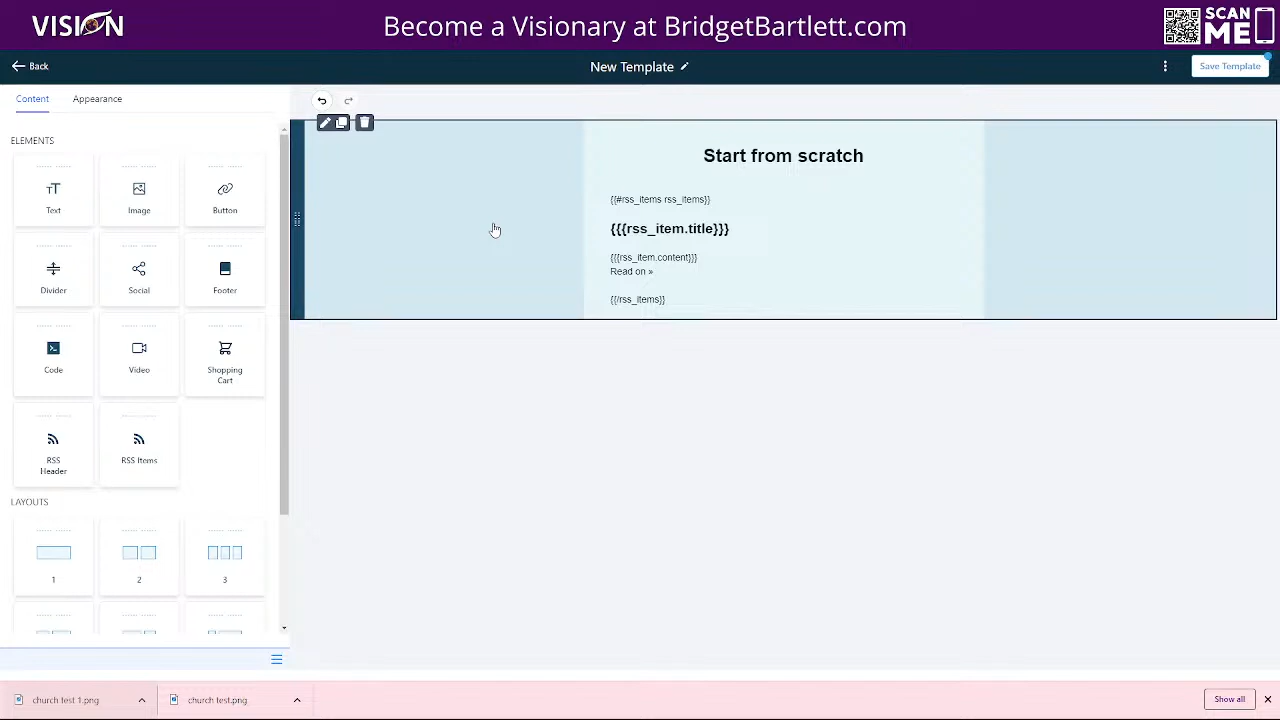 VISION
Become a Visionary at BridgetBartlett.com
SCAN
ME
Back
New Template
Save Template
Content
Appearance
ELEMENTS
Text
Image
Button
Divider
Social
Footer
Code
Video
Shopping
Cart
RSS
Header
RSS Items
LAYOUTS
1
2
3
Start from scratch
{{#rss_items rss_items}}
{{{rss_item.title}}}
{{{rss_item.content}}}
Read on »
{{/rss_items}}
church test 1.png
church test.png
Show all